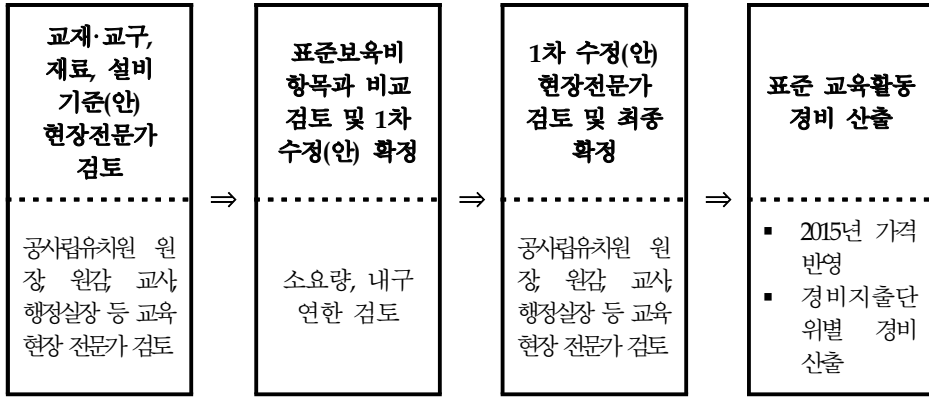 교재·교구,
재료, 설비
기준(안)
현장전문가
검토
공사립유치원 원
장, 원감, 교사,
행정실장 등 교육
현장 전문가 검토
⇒
표준보육비
항목과 비교
검토 및 1차
수정(안) 확정
소요량, 내구
연한 검토
⇒
1차 수정(안)
현장전문가
검토 및 최종
확정
공사립유치원 원
장, 원감, 교사,
행정실장 등 교육
현장 전문가 검토
⇒
표준 교육활동
경비 산출
▪ 2015년 가격
반영
▪ 경비지출단
위별 경비
산출